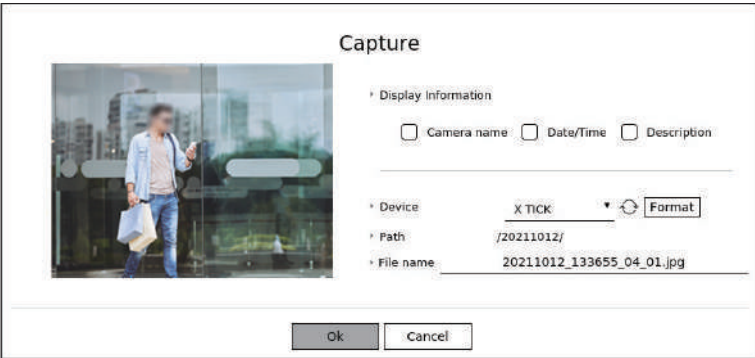 Capture
Display Information
Camera name Date/Time Description
Device X TICK Format
Path /20211012/
File name 20211012_133655_04_01.jpg
Ok Cancel